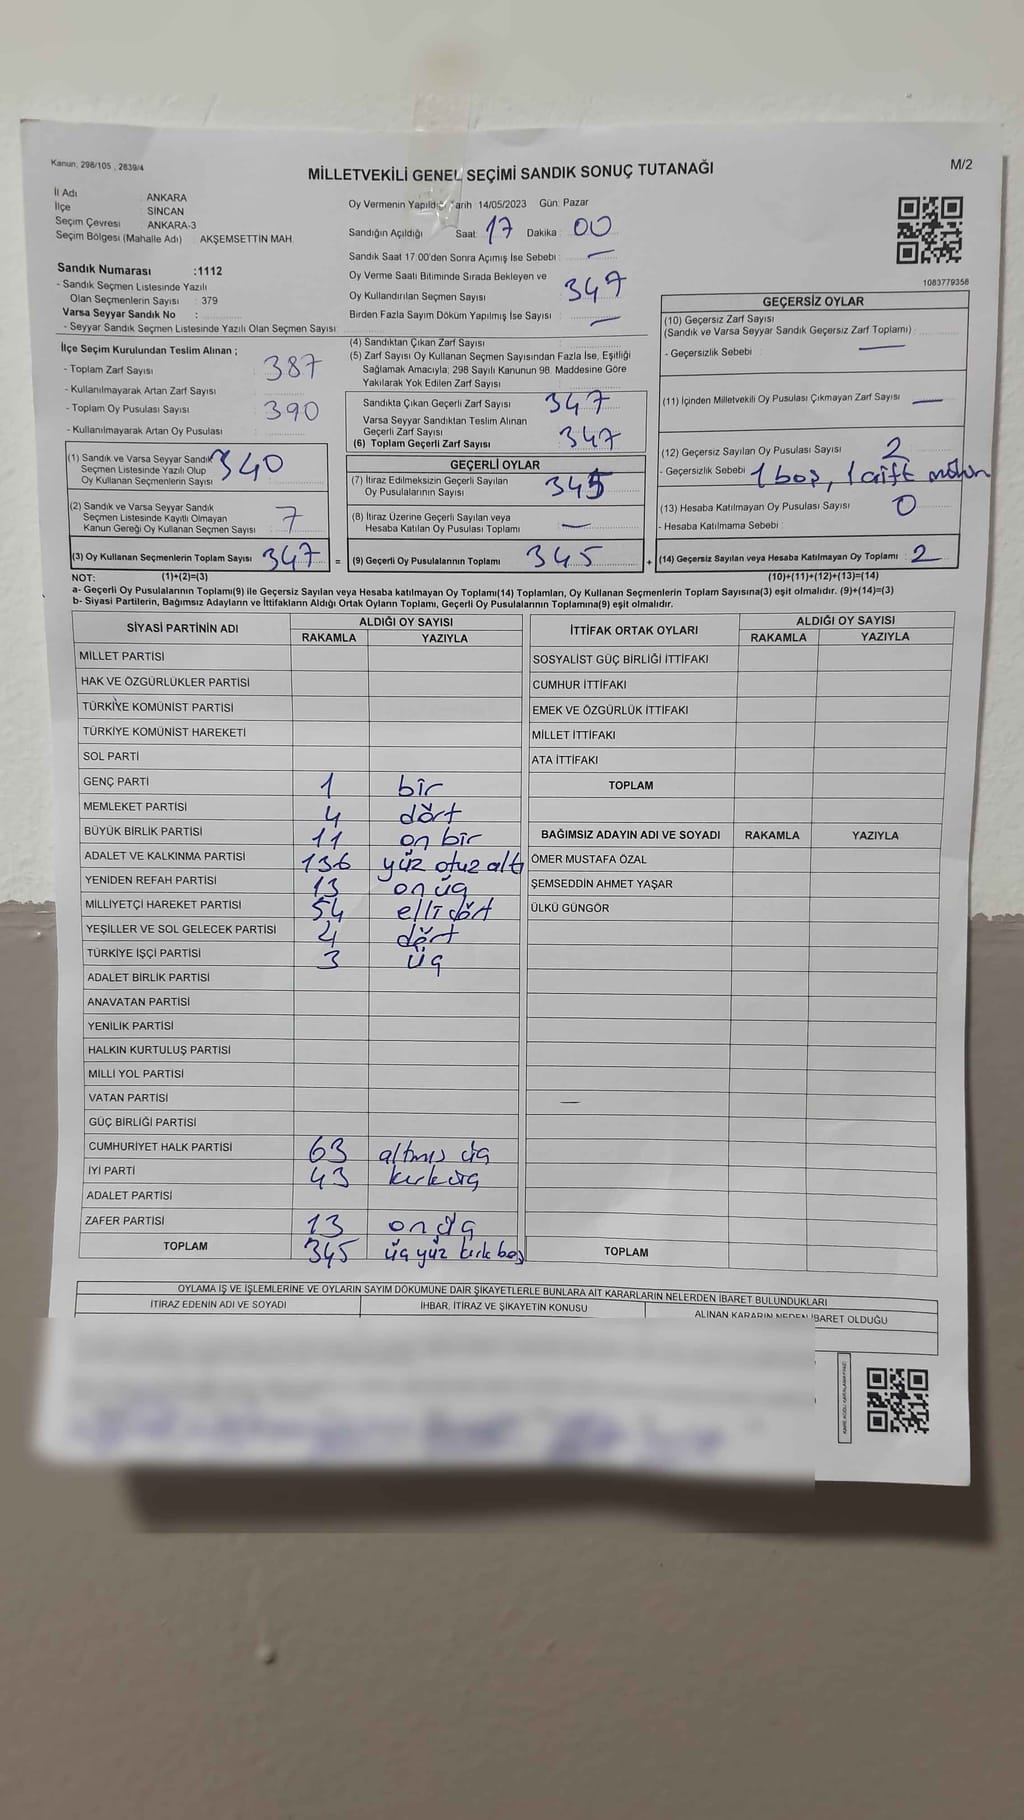 Kanun, 298/105 , 2839/4
M/2
MİLLETVEKİLİ GENEL SEÇİMİ SANDIK SONUÇ TUTANAĞI
İl Adı : ANKARA
İlçe : SİNCAN
Seçim Çevresi : ANKARA-3
Seçim Bölgesi (Mahalle Adı) : AKŞEMSETTİN MAH.
Sandık Numarası :1112
- Sandık Seçmen Listesinde Yazılı
Olan Seçmenlerin Sayısı : 379
Varsa Seyyar Sandık No :
- Seyyar Sandık Seçmen Listesinde Yazılı Olan Seçmen Sayısı :
Oy Vermenin Yapıldığı Tarih :14/05/2023 Gün: Pazar
Sandığın Açıldığı Saat: 17 Dakika : 00
Sandık Saat 17.00'den Sonra Açımış İse Sebebi : —
Oy Verme Saati Bitiminde Sırada Bekleyen ve
Oy Kullandırılan Seçmen Sayısı 347
Birden Fazla Sayım Döküm Yapılmış İse Sayısı : —
1083779358
İlçe Seçim Kurulundan Teslim Alınan ;
- Toplam Zarf Sayısı : 387
- Kullanılmayarak Artan Zarf Sayısı :
- Toplam Oy Pusulası Sayısı : 390
- Kullanılmayarak Artan Oy Pusulası :
(4) Sandıktan Çıkan Zarf Sayısı :
(5) Zarf Sayısı Oy Kullanan Seçmen Sayısından Fazla İse, Eşitliği
Sağlamak Amacıyla; 298 Sayılı Kanunun 98. Maddesine Göre
Yakılarak Yok Edilen Zarf Sayısı :
Sandıkta Çıkan Geçerli Zarf Sayısı : 347
Varsa Seyyar Sandıktan Teslim Alınan
Geçerli Zarf Sayısı :
(6) Toplam Geçerli Zarf Sayısı : 347
GEÇERSİZ OYLAR
(10) Geçersiz Zarf Sayısı
(Sandık ve Varsa Seyyar Sandık Geçersiz Zarf Toplamı) :
- Geçersizlik Sebebi : —
(11) İçinden Milletvekili Oy Pusulası Çıkmayan Zarf Sayısı : —
(12) Geçersiz Sayılan Oy Pusulası Sayısı : 2
- Geçersizlik Sebebi : 1 boş, 1 çift mühür
(13) Hesaba Katılmayan Oy Pusulası Sayısı : 0
- Hesaba Katılmama Sebebi :
(1) Sandık ve Varsa Seyyar Sandık
Seçmen Listesinde Yazılı Olup
Oy Kullanan Seçmenlerin Sayısı : 340
(2) Sandık ve Varsa Seyyar Sandık
Seçmen Listesinde Kayıtlı Olmayan
Kanun Gereği Oy Kullanan Seçmen Sayısı : 7
GEÇERLİ OYLAR
(7) İtiraz Edilmeksizin Geçerli Sayılan
Oy Pusulalarının Sayısı : 345
(8) İtiraz Üzerine Geçerli Sayılan veya
Hesaba Katılan Oy Pusulası Toplamı : —
(3) Oy Kullanan Seçmenlerin Toplam Sayısı : 347 = (9) Geçerli Oy Pusulalarının Toplamı : 345 + (14) Geçersiz Sayılan veya Hesaba Katılmayan Oy Toplamı : 2
NOT: (1)+(2)=(3) (10)+(11)+(12)+(13)=(14)
a- Geçerli Oy Pusulalarının Toplamı(9) ile Geçersiz Sayılan veya Hesaba katılmayan Oy Toplamı(14) Toplamları, Oy Kullanan Seçmenlerin Toplam Sayısına(3) eşit olmalıdır. (9)+(14)=(3)
b- Siyasi Partilerin, Bağımsız Adayların ve İttifakların Aldığı Ortak Oyların Toplamı, Geçerli Oy Pusulalarının Toplamına(9) eşit olmalıdır.
SİYASİ PARTİNİN ADI ALDIĞI OY SAYISI
RAKAMLA YAZIYLA
MİLLET PARTİSİ
HAK VE ÖZGÜRLÜKLER PARTİSİ
TÜRKİYE KOMÜNİST PARTİSİ
TÜRKİYE KOMÜNİST HAREKETİ
SOL PARTİ
GENÇ PARTİ 1 bir
MEMLEKET PARTİSİ 4 dört
BÜYÜK BİRLİK PARTİSİ 11 on bir
ADALET VE KALKINMA PARTİSİ 136 yüz otuz altı
YENİDEN REFAH PARTİSİ 13 on üç
MİLLİYETÇİ HAREKET PARTİSİ 54 elli dört
YEŞİLLER VE SOL GELECEK PARTİSİ 4 dört
TÜRKİYE İŞÇİ PARTİSİ 3 üç
ADALET BİRLİK PARTİSİ
ANAVATAN PARTİSİ
YENİLİK PARTİSİ
HALKIN KURTULUŞ PARTİSİ
MİLLİ YOL PARTİSİ
VATAN PARTİSİ
GÜÇ BİRLİĞİ PARTİSİ
CUMHURİYET HALK PARTİSİ 63 altmış üç
İYİ PARTİ 43 kırk üç
ADALET PARTİSİ
ZAFER PARTİSİ 13 on üç
TOPLAM 345 üç yüz kırk beş
İTTİFAK ORTAK OYLARI ALDIĞI OY SAYISI
RAKAMLA YAZIYLA
SOSYALİST GÜÇ BİRLİĞİ İTTİFAKI
CUMHUR İTTİFAKI
EMEK VE ÖZGÜRLÜK İTTİFAKI
MİLLET İTTİFAKI
ATA İTTİFAKI
TOPLAM
BAĞIMSIZ ADAYIN ADI VE SOYADI RAKAMLA YAZIYLA
ÖMER MUSTAFA ÖZAL
ŞEMSEDDİN AHMET YAŞAR
ÜLKÜ GÜNGÖR
—
TOPLAM
OYLAMA İŞ VE İŞLEMLERİNE VE OYLARIN SAYIM DÖKÜMÜNE DAİR ŞİKAYETLERLE BUNLARA AİT KARARLARIN NELERDEN İBARET BULUNDUKLARI
İTİRAZ EDENİN ADI VE SOYADI İHBAR, İTİRAZ VE ŞİKAYETİN KONUSU ALINAN KARARIN NEDEN İBARET OLDUĞU